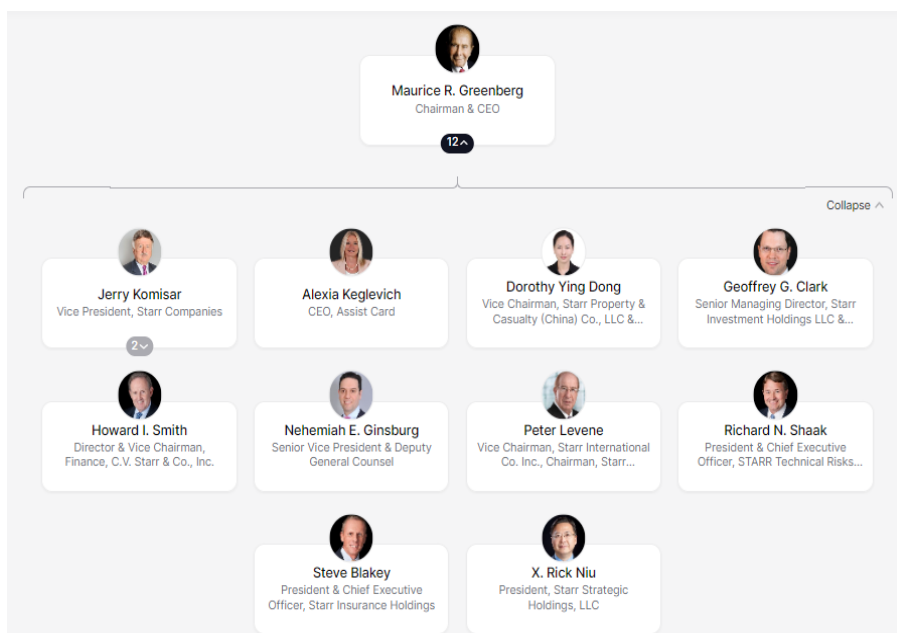 Maurice R. Greenberg
Chairman & CEO
12
Collapse
Jerry Komisar
Vice President, Starr Companies
2
Alexia Keglevich
CEO, Assist Card
Dorothy Ying Dong
Vice Chairman, Starr Property &
Casualty (China) Co., LLC &...
Geoffrey G. Clark
Senior Managing Director, Starr
Investment Holdings LLC &...
Howard I. Smith
Director & Vice Chairman,
Finance, C.V. Starr & Co., Inc.
Nehemiah E. Ginsburg
Senior Vice President & Deputy
General Counsel
Peter Levene
Vice Chairman, Starr International
Co. Inc., Chairman, Starr...
Richard N. Shaak
President & Chief Executive
Officer, STARR Technical Risks...
Steve Blakey
President & Chief Executive
Officer, Starr Insurance Holdings
X. Rick Niu
President, Starr Strategic
Holdings, LLC